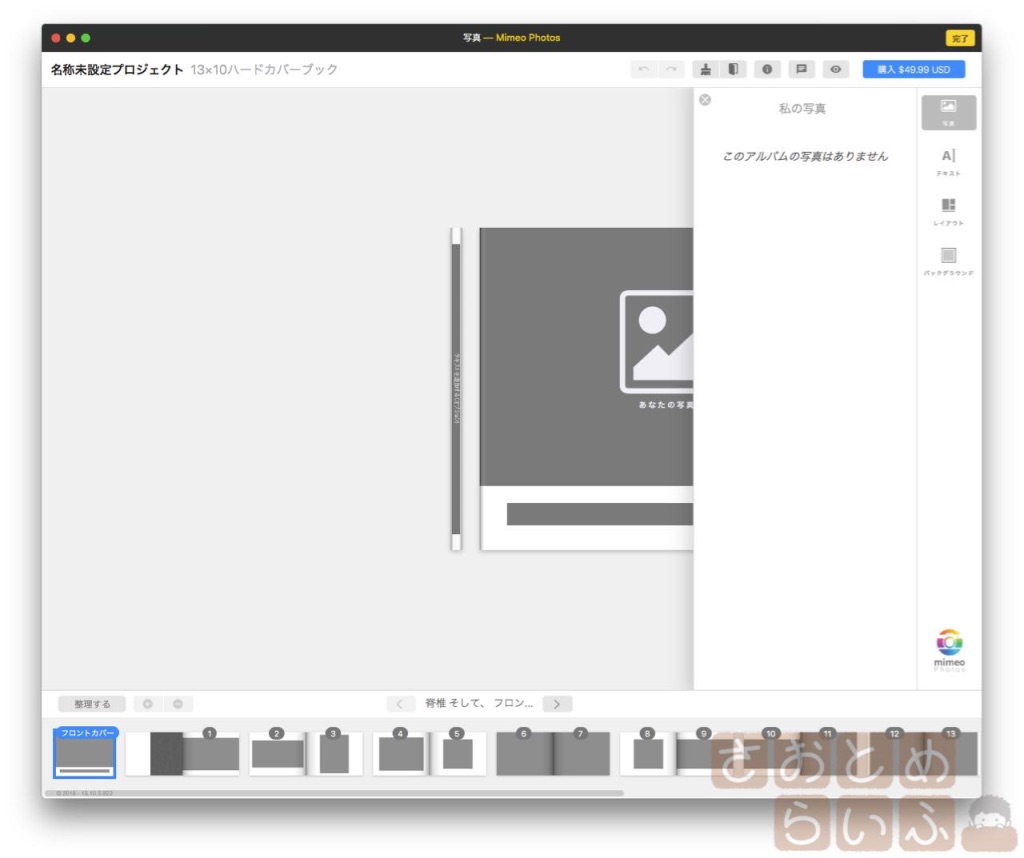 写真 — Mimeo Photos
完了
名称未設定プロジェクト 13×10ハードカバーブック
購入 $49.99 USD
私の写真
このアルバムの写真はありません
写真
A テキスト
レイアウト
バックグラウンド
あなたの写真
mimeo
Photos
整理する
脊椎 そして、 フロン...
フロントカバー
1 2 3 4 5 6 7 8 9 10 11 12 13
さおとめ
らいふ